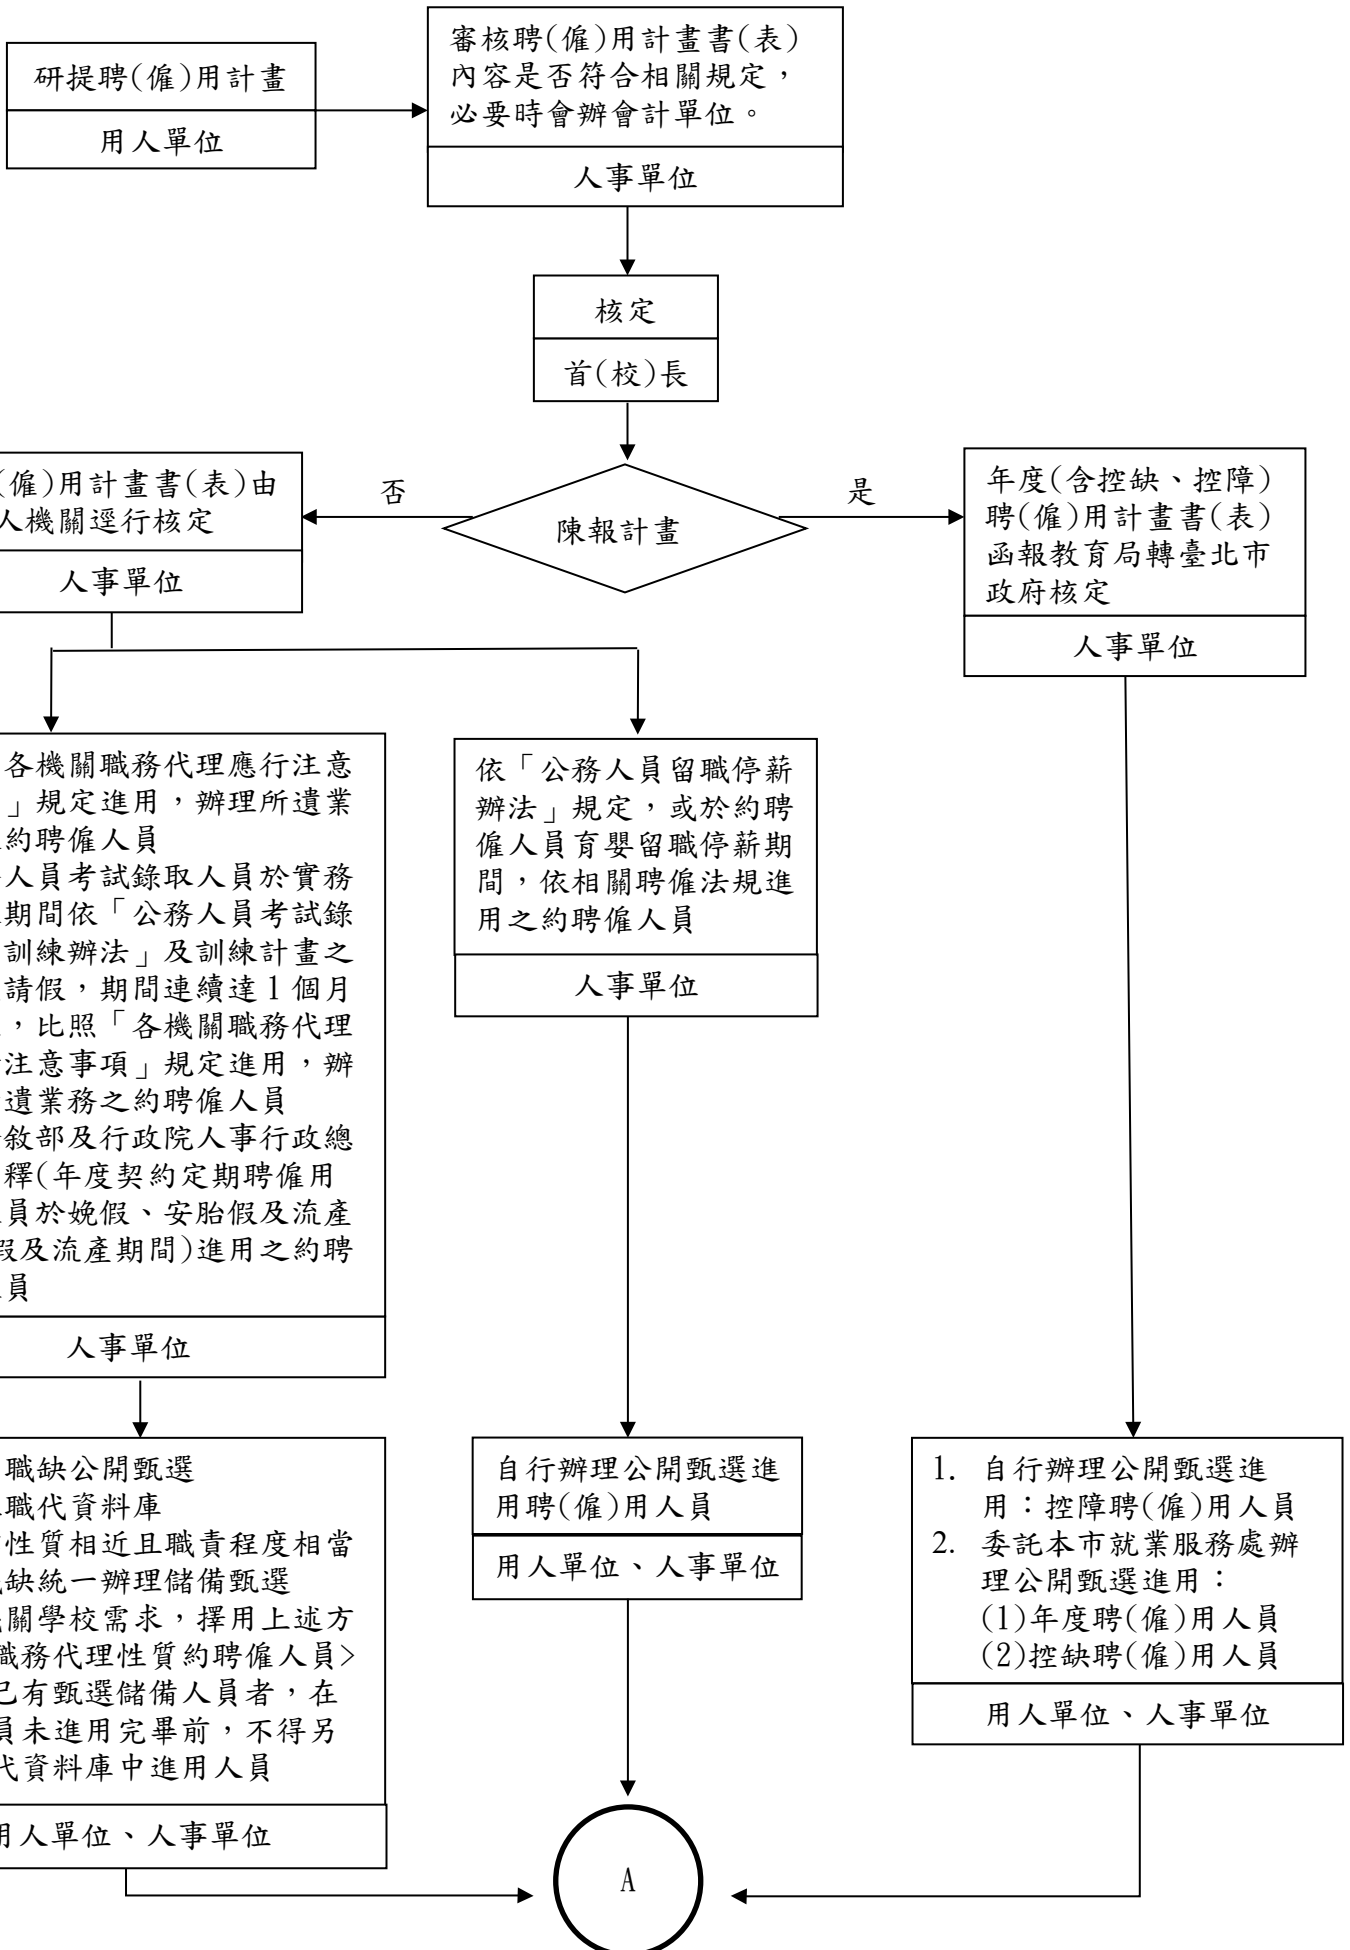 研提聘(僱)用計畫
用人單位
審核聘(僱)用計畫書(表)
內容是否符合相關規定，
必要時會辦會計單位。
人事單位
核定
首(校)長
陳報計畫
否
是
(僱)用計畫書(表)由
人機關逕行核定
人事單位
年度(含控缺、控障)
聘(僱)用計畫書(表)
函報教育局轉臺北市
政府核定
人事單位
各機關職務代理應行注意
」規定進用，辦理所遺業
約聘僱人員
人員考試錄取人員於實務
期間依「公務人員考試錄
訓練辦法」及訓練計畫之
請假，期間連續達1個月
，比照「各機關職務代理
注意事項」規定進用，辦
遺業務之約聘僱人員
敘部及行政院人事行政總
釋(年度契約定期聘僱用
員於娩假、安胎假及流產
假及流產期間)進用之約聘
員
人事單位
依「公務人員留職停薪
辦法」規定，或於約聘
僱人員育嬰留職停薪期
間，依相關聘僱法規進
用之約聘僱人員
人事單位
職缺公開甄選
職代資料庫
性質相近且職責程度相當
缺統一辦理儲備甄選
關學校需求，擇用上述方
職務代理性質約聘僱人員>
已有甄選儲備人員者，在
員未進用完畢前，不得另
代資料庫中進用人員
用人單位、人事單位
自行辦理公開甄選進
用聘(僱)用人員
用人單位、人事單位
1. 自行辦理公開甄選進
用：控障聘(僱)用人員
2. 委託本市就業服務處辦
理公開甄選進用：
(1)年度聘(僱)用人員
(2)控缺聘(僱)用人員
用人單位、人事單位
A